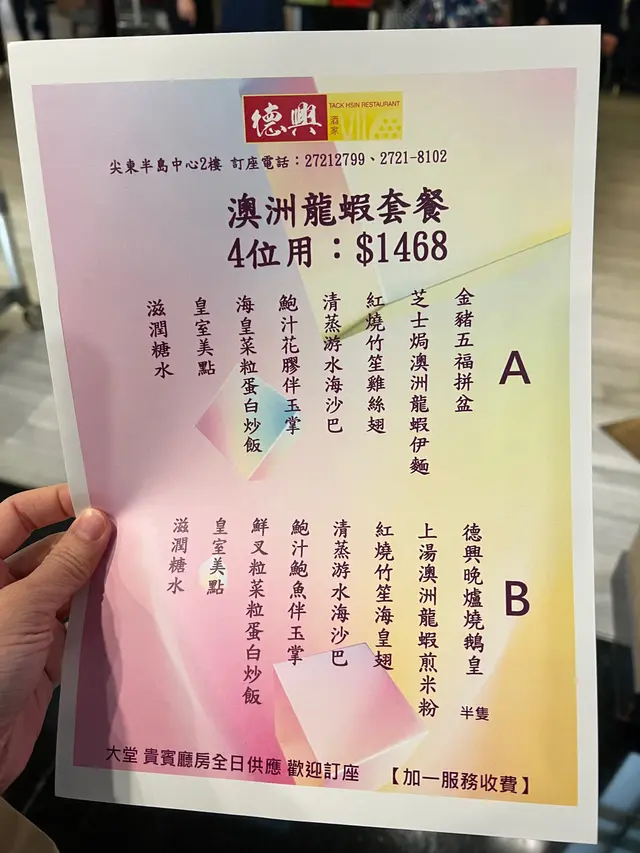 德興
酒家
TACK HSIN RESTAURANT
尖東半島中心2樓 訂座電話：27212799、2721-8102
澳洲龍蝦套餐
4位用：$1468
A
金豬五福拼盆
芝士焗澳洲龍蝦伊麵
紅燒竹笙雞絲翅
清蒸游水海沙巴
鮑汁花膠伴玉掌
海皇菜粒蛋白炒飯
皇室美點
滋潤糖水
B
德興晚爐燒鵝皇 半隻
上湯澳洲龍蝦煎米粉
紅燒竹笙海皇翅
清蒸游水海沙巴
鮑汁鮑魚伴玉掌
鮮叉粒菜粒蛋白炒飯
皇室美點
滋潤糖水
大堂 貴賓廳房全日供應 歡迎訂座 【加一服務收費】